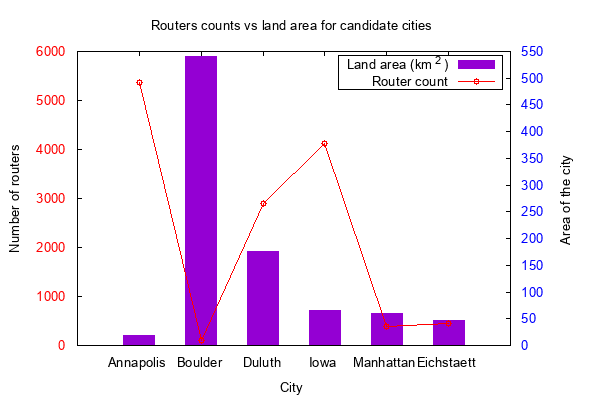 Routers counts vs land area for candidate cities
6000
5000
4000
3000
2000
1000
0
Number of routers
Land area (km 2 )
Router count
550
500
450
400
350
300
250
200
150
100
50
0
Area of the city
Annapolis Boulder Duluth Iowa Manhattan Eichstaett
City